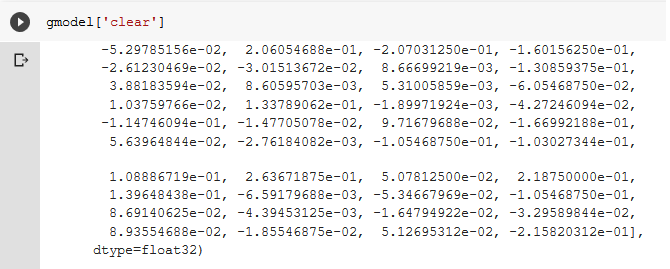 gmodel['clear']
-5.29785156e-02, 2.06054688e-01, -2.07031250e-01, -1.60156250e-01,
-2.61230469e-02, -3.01513672e-02, 8.66699219e-03, -1.30859375e-01,
3.88183594e-02, 8.60595703e-03, 5.31005859e-03, -6.05468750e-02,
1.03759766e-02, 1.33789062e-01, -1.89971924e-03, -4.27246094e-02,
-1.14746094e-01, -1.47705078e-02, 9.71679688e-02, -1.66992188e-01,
5.63964844e-02, -2.76184082e-03, -1.05468750e-01, -1.03027344e-01,
1.08886719e-01, 2.63671875e-01, 5.07812500e-02, 2.18750000e-01,
1.39648438e-01, -6.59179688e-03, -5.34667969e-02, -1.05468750e-01,
8.69140625e-02, -4.39453125e-03, -1.64794922e-02, -3.29589844e-02,
8.93554688e-02, -1.85546875e-02, 5.12695312e-02, -2.15820312e-01],
dtype=float32)